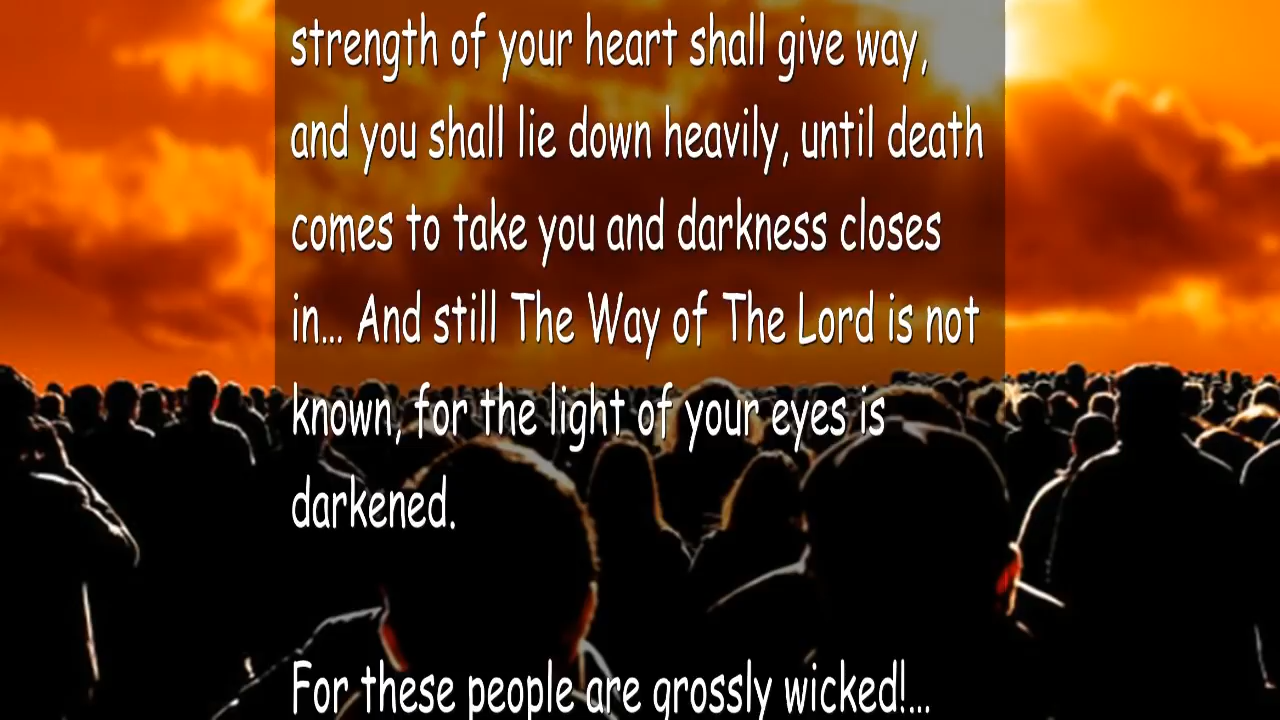 strength of your heart shall give way,
and you shall lie down heavily, until death
comes to take you and darkness closes
in... And still The Way of The Lord is not
known, for the light of your eyes is
darkened.
For these people are grossly wicked!...